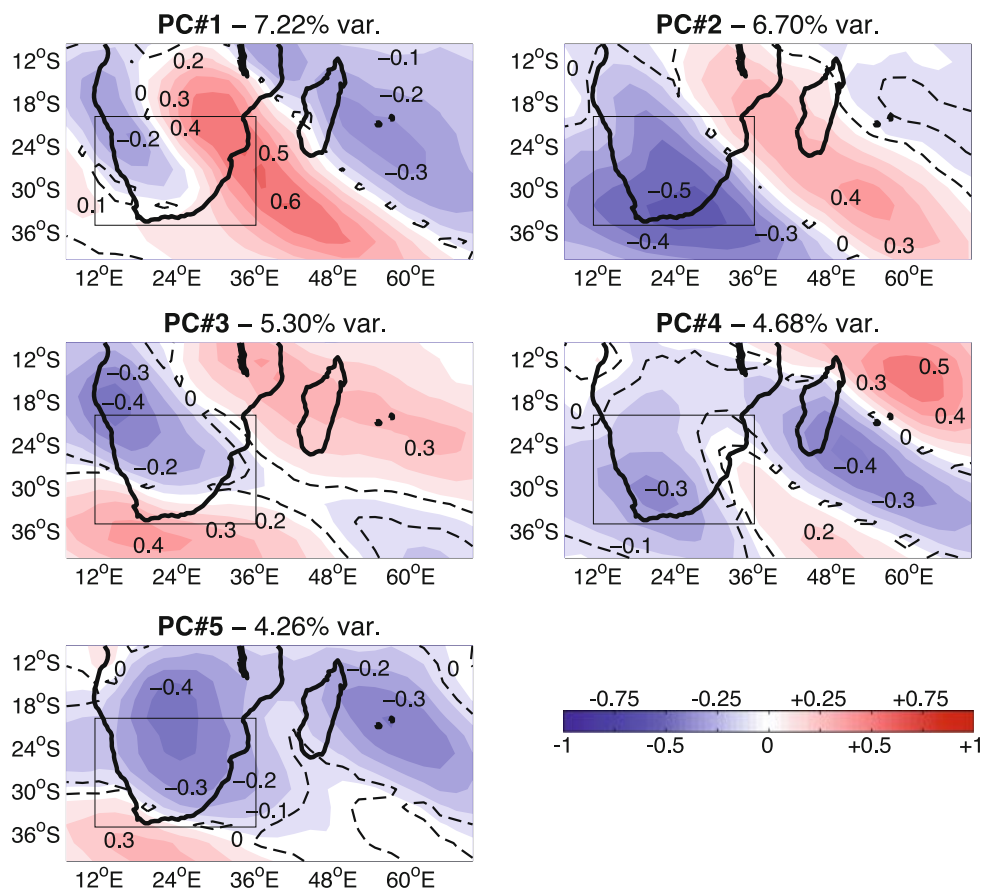 PC#1 – 7.22% var.
12°S
18°S
24°S
30°S
36°S
0.2
0
0.3
0.4
−0.2
0.5
0.6
0.1
−0.1
−0.2
−0.3
12°E 24°E 36°E 48°E 60°E
PC#2 – 6.70% var.
12°S
18°S
24°S
30°S
36°S
0
0
−0.5
−0.4
−0.3
0.4
0
0.3
12°E 24°E 36°E 48°E 60°E
PC#3 – 5.30% var.
12°S
18°S
24°S
30°S
36°S
−0.3
−0.4
0
−0.2
0.3
0.2
0.3
0.4
12°E 24°E 36°E 48°E 60°E
PC#4 – 4.68% var.
12°S
18°S
24°S
30°S
36°S
0
0.3
0.5
0.4
0
−0.4
−0.3
−0.3
−0.1
0.2
12°E 24°E 36°E 48°E 60°E
PC#5 – 4.26% var.
12°S
18°S
24°S
30°S
36°S
0
−0.4
−0.2
−0.3
−0.3
−0.2
−0.1
0.3
0
12°E 24°E 36°E 48°E 60°E
-0.75 -0.25 +0.25 +0.75
-1 -0.5 0 +0.5 +1